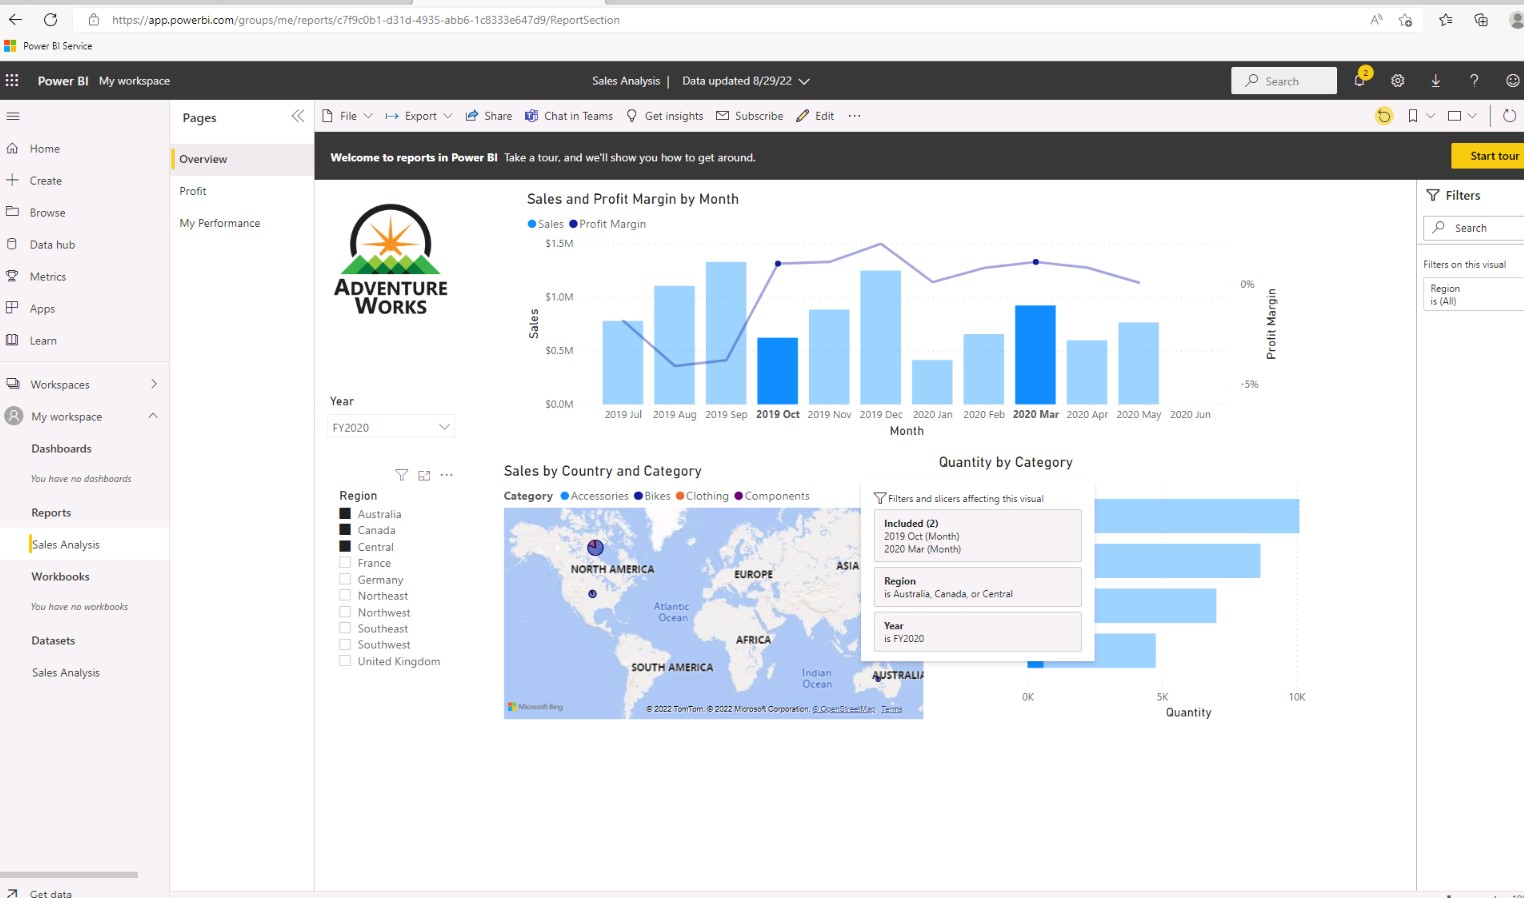 https://app.powerbi.com/groups/me/reports/c7f9c0b1-d31d-4935-abb6-1c8333e647d9/ReportSection
Power BI Service
Power BI My workspace
Sales Analysis | Data updated 8/29/22
Search
2
Pages
File
Export
Share
Chat in Teams
Get insights
Subscribe
Edit
Home
Create
Browse
Data hub
Metrics
Apps
Learn
Workspaces
My workspace
Dashboards
You have no dashboards
Reports
Sales Analysis
Workbooks
You have no workbooks
Datasets
Sales Analysis
Get data
Overview
Profit
My Performance
Welcome to reports in Power BI Take a tour, and we'll show you how to get around.
Start tour
ADVENTURE
WORKS
Year
FY2020
Sales and Profit Margin by Month
Sales Profit Margin
$1.5M
$1.0M
$0.5M
$0.0M
Sales
0%
-5%
Profit Margin
2019 Jul 2019 Aug 2019 Sep 2019 Oct 2019 Nov 2019 Dec 2020 Jan 2020 Feb 2020 Mar 2020 Apr 2020 May 2020 Jun
Month
Region
Australia
Canada
Central
France
Germany
Northeast
Northwest
Southeast
Southwest
United Kingdom
Sales by Country and Category
Category Accessories Bikes Clothing Components
NORTH AMERICA
EUROPE
ASIA
Atlantic
Ocean
AFRICA
SOUTH AMERICA
Indian
Ocean
AUSTRALIA
Microsoft Bing
© 2022 TomTom, © 2022 Microsoft Corporation, © OpenStreetMap Terms
Quantity by Category
Filters and slicers affecting this visual
Included (2)
2019 Oct (Month)
2020 Mar (Month)
Region
is Australia, Canada, or Central
Year
is FY2020
0K 5K 10K
Quantity
Filters
Search
Filters on this visual
Region
is (All)